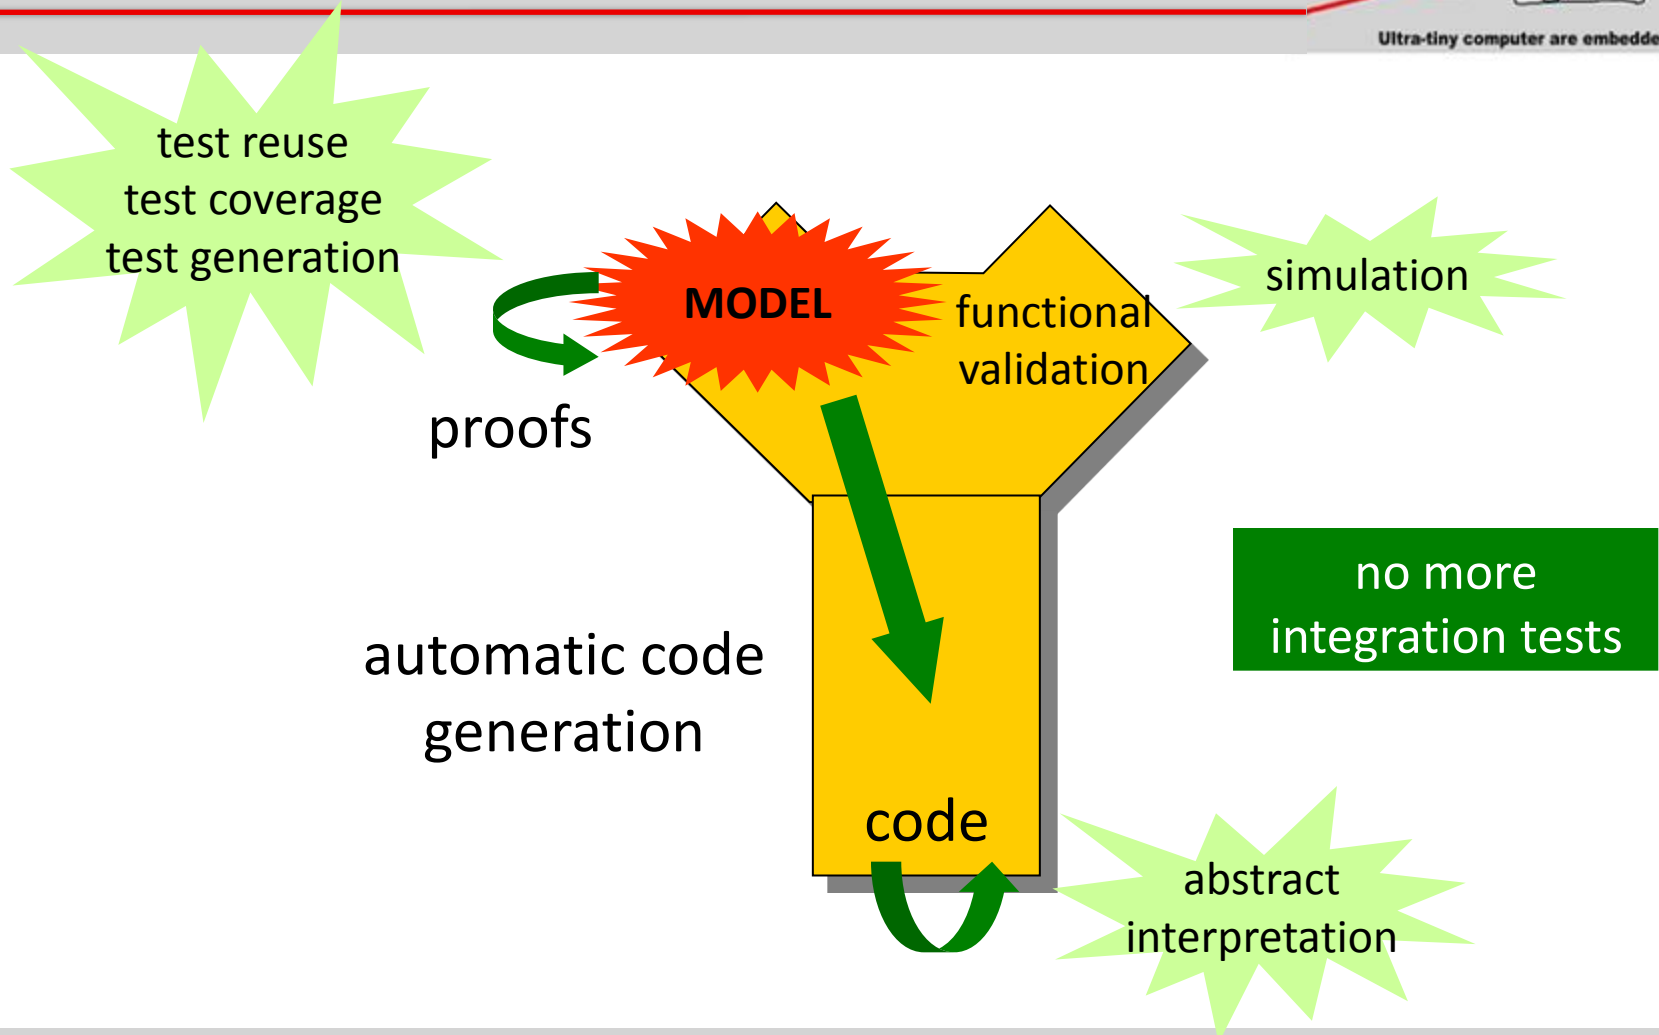 Ultra-tiny computer are embedde
test reuse
test coverage
test generation
MODEL
functional
validation
simulation
proofs
no more
integration tests
automatic code
generation
code
abstract
interpretation